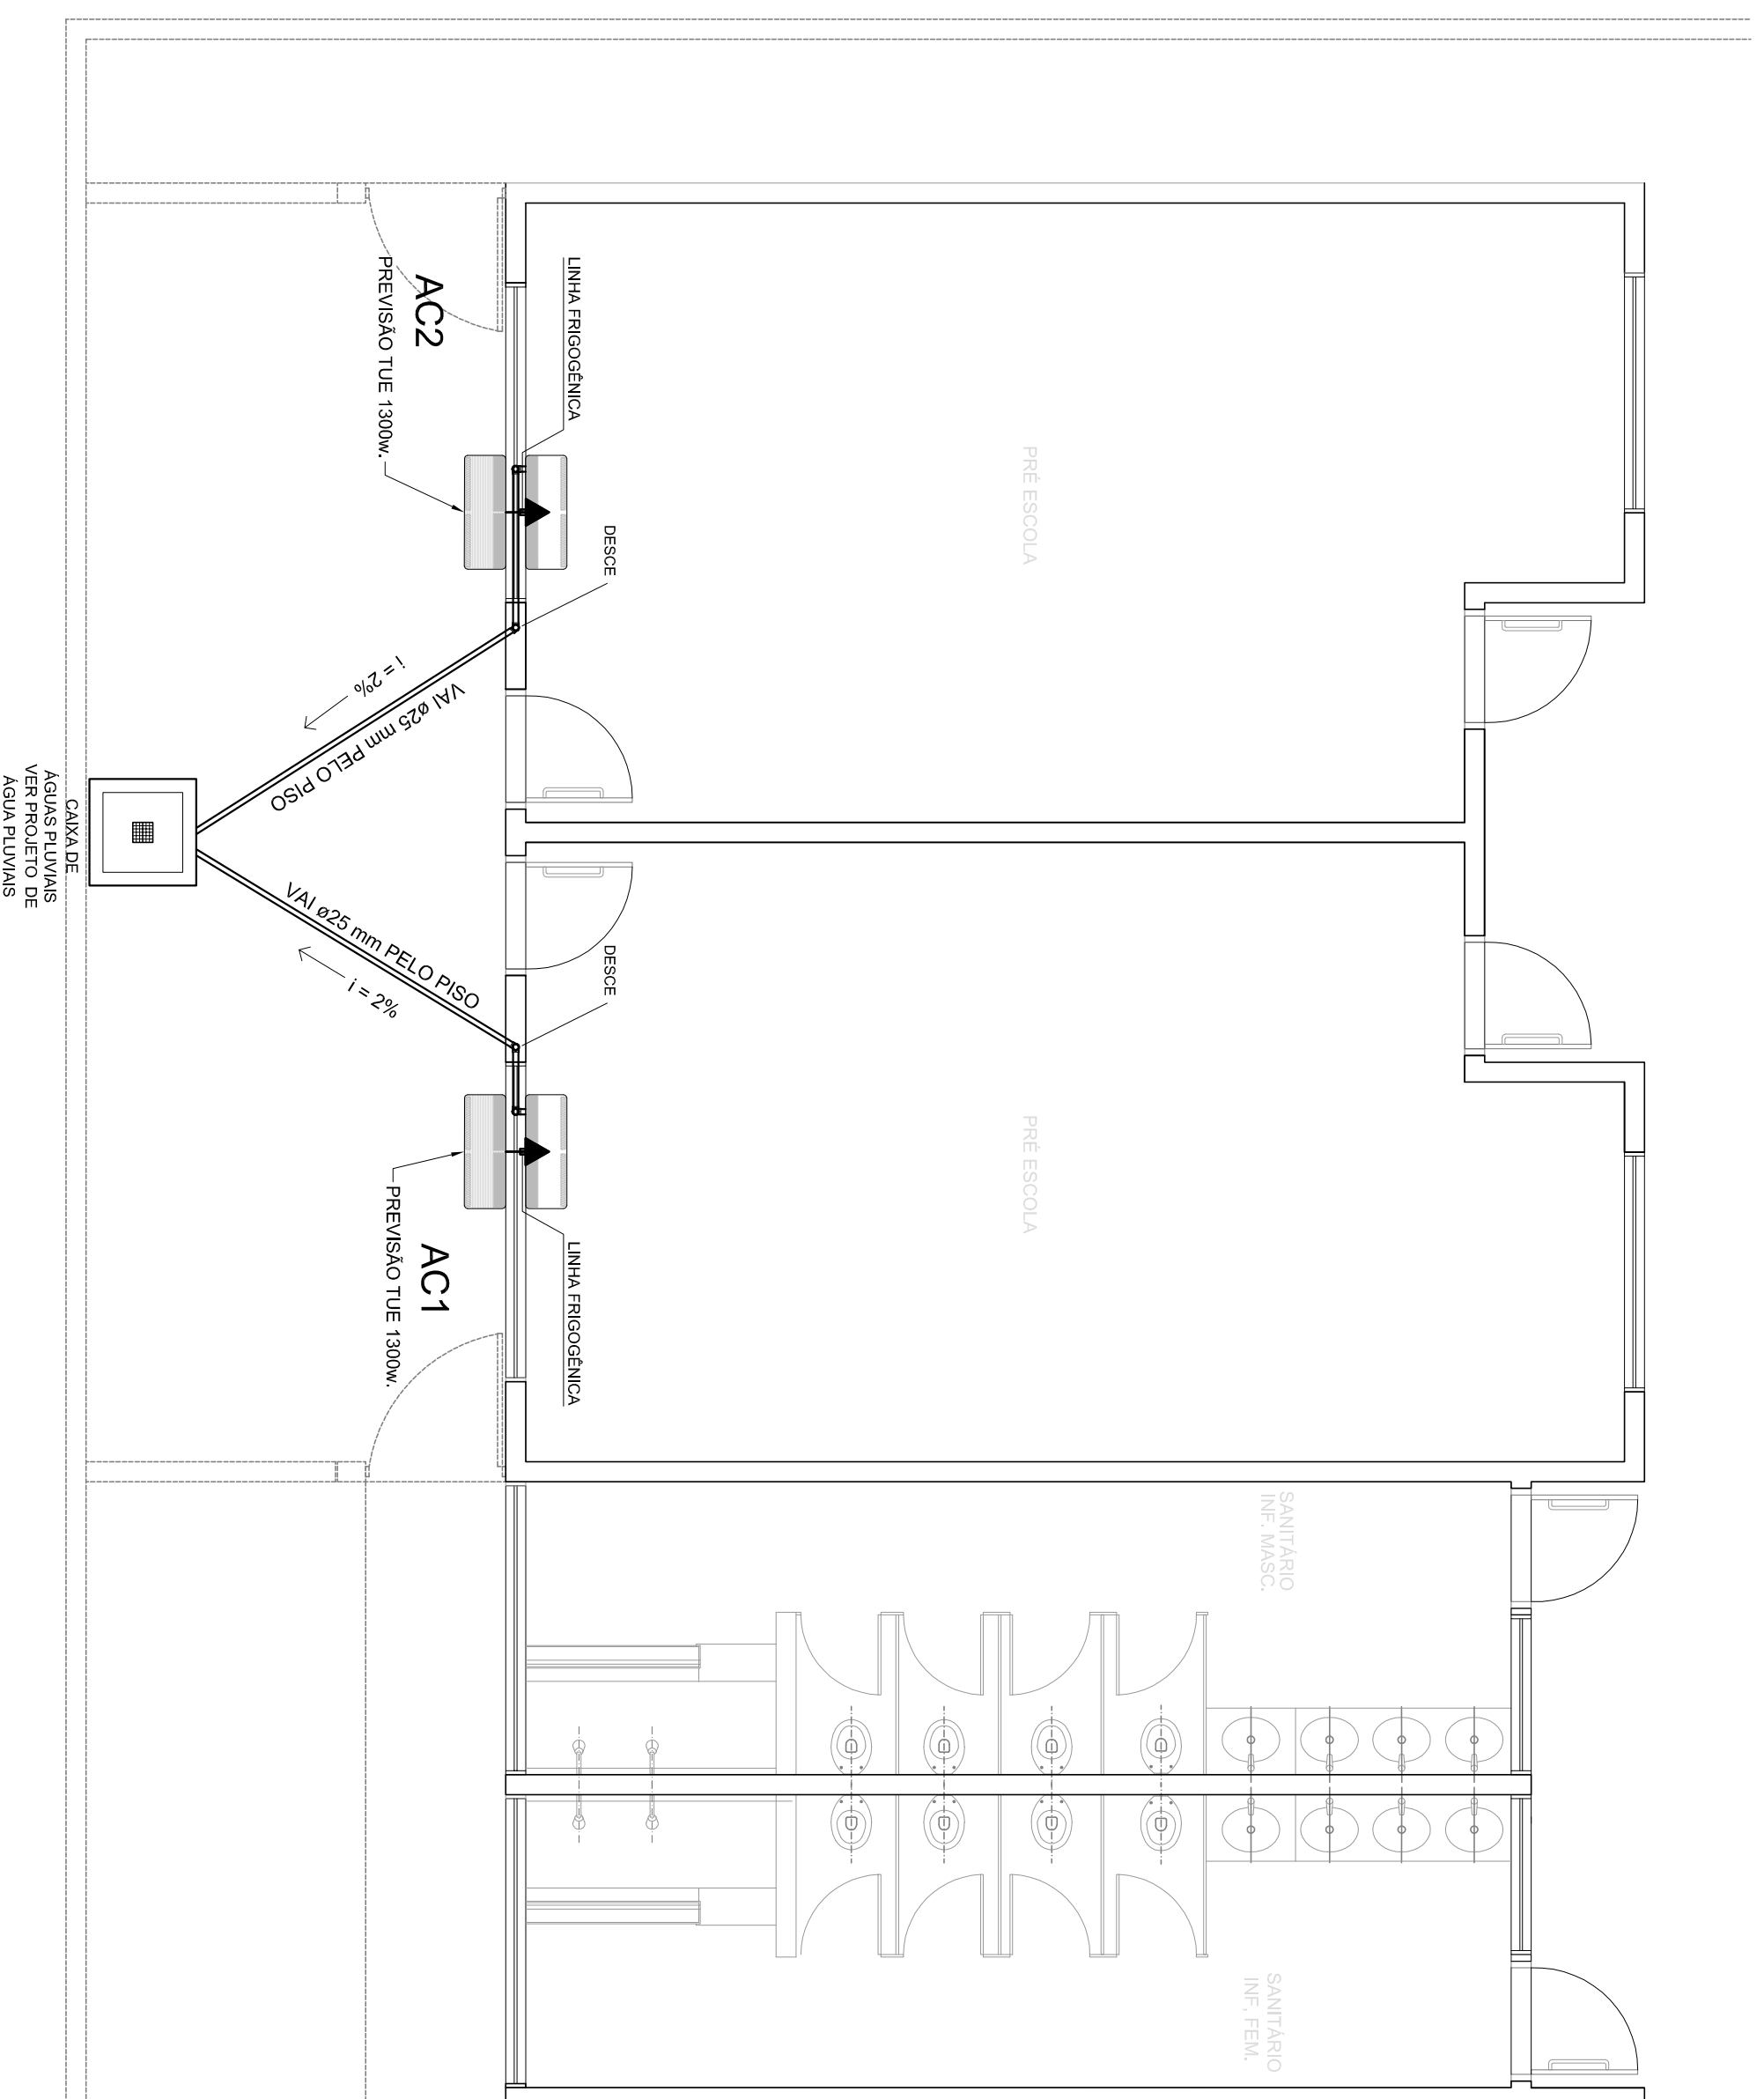 AC2
PREVISÃO TUE 1300w.
LINHA FRIGOGÊNICA
PRÉ ESCOLA
DESCE
i = 2%
VAI ø25 mm PELO PISO
CAIXA DE
ÁGUAS PLUVIAIS
VER PROJETO DE
ÁGUA PLUVIAIS
VAI ø25 mm PELO PISO
i = 2%
DESCE
PRÉ ESCOLA
LINHA FRIGOGÊNICA
AC1
PREVISÃO TUE 1300w.
SANITÁRIO
INF. MASC.
SANITÁRIO
INF, FEM.